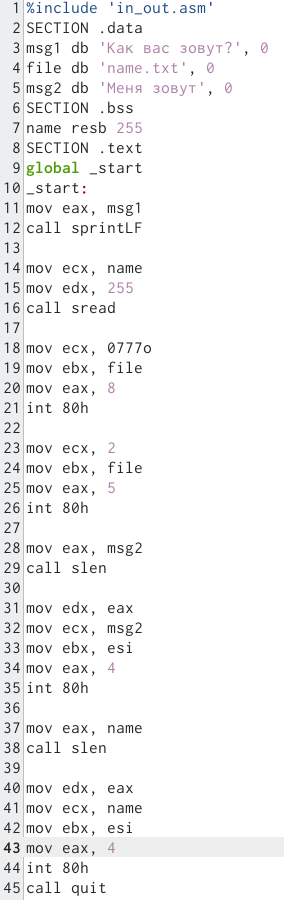 1 %include 'in_out.asm'
2 SECTION .data
3 msg1 db 'Как вас зовут?', 0
4 file db 'name.txt', 0
5 msg2 db 'Меня зовут', 0
6 SECTION .bss
7 name resb 255
8 SECTION .text
9 global _start
10 _start:
11 mov eax, msg1
12 call sprintLF
13
14 mov ecx, name
15 mov edx, 255
16 call sread
17
18 mov ecx, 0777o
19 mov ebx, file
20 mov eax, 8
21 int 80h
22
23 mov ecx, 2
24 mov ebx, file
25 mov eax, 5
26 int 80h
27
28 mov eax, msg2
29 call slen
30
31 mov edx, eax
32 mov ecx, msg2
33 mov ebx, esi
34 mov eax, 4
35 int 80h
36
37 mov eax, name
38 call slen
39
40 mov edx, eax
41 mov ecx, name
42 mov ebx, esi
43 mov eax, 4
44 int 80h
45 call quit